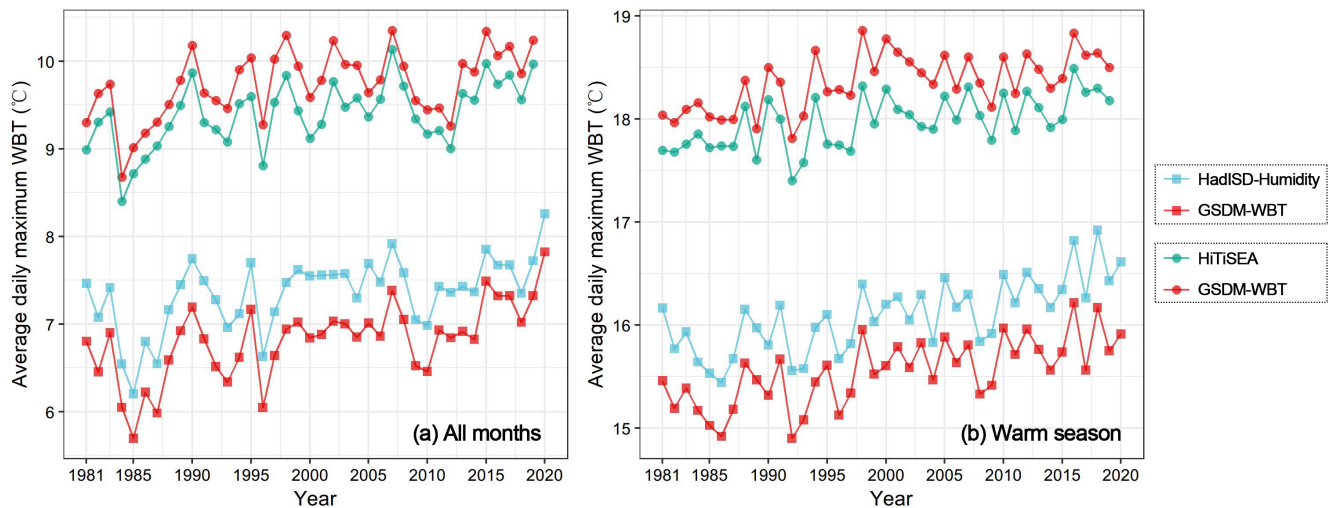 Average daily maximum WBT (℃)
10
9
8
7
6
(a) All months
1981
1985
1990
1995
2000
2005
2010
2015
2020
Year
Average daily maximum WBT (℃)
19
18
17
16
15
(b) Warm season
1981
1985
1990
1995
2000
2005
2010
2015
2020
Year
HadISD-Humidity
GSDM-WBT
HiTiSEA
GSDM-WBT